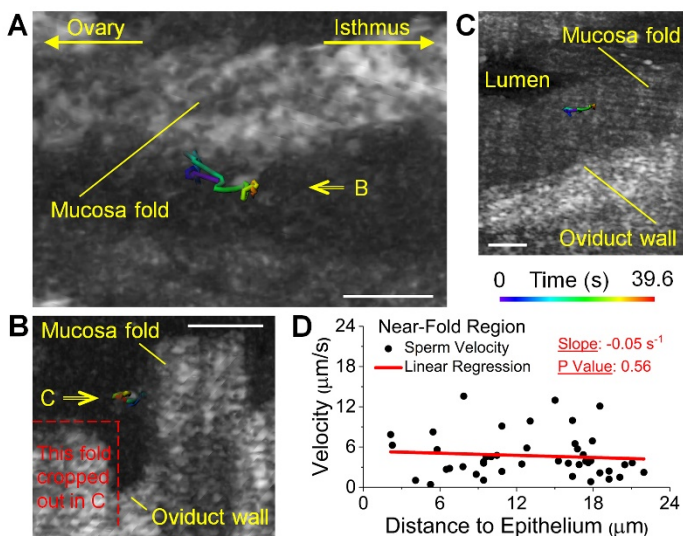 A
Ovary
Isthmus
Mucosa fold
B
C
Mucosa fold
Lumen
Oviduct wall
0 Time (s) 39.6
B
Mucosa fold
C
This fold
cropped
out in C
Oviduct wall
D
Near-Fold Region
Sperm Velocity
Linear Regression
Slope: -0.05 s⁻¹
P Value: 0.56
Velocity (μm/s)
24
18
12
6
0
0 6 12 18 24
Distance to Epithelium (μm)